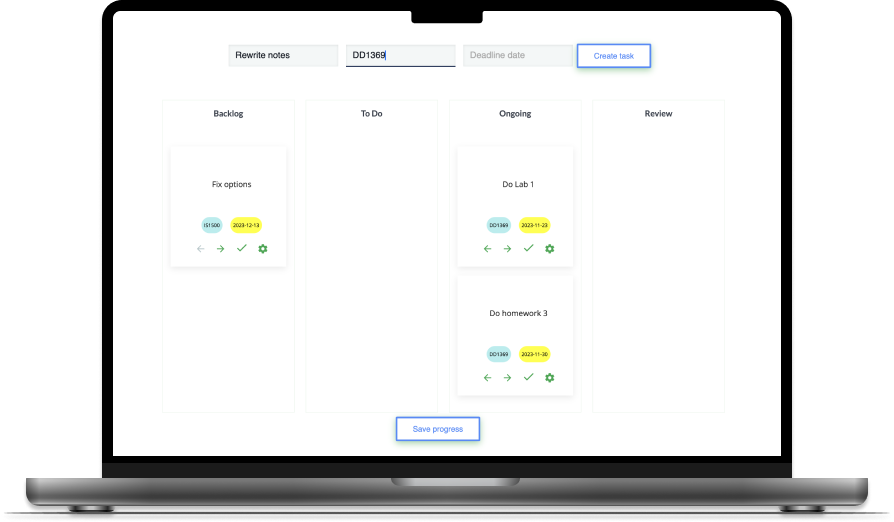 Rewrite notes DD1369 Deadline date Create task
Backlog To Do Ongoing Review
Fix options Do Lab 1
IS1500 2023-12-13 DD1369 2023-11-23
Do homework 3
DD1369 2023-11-30
Save progress